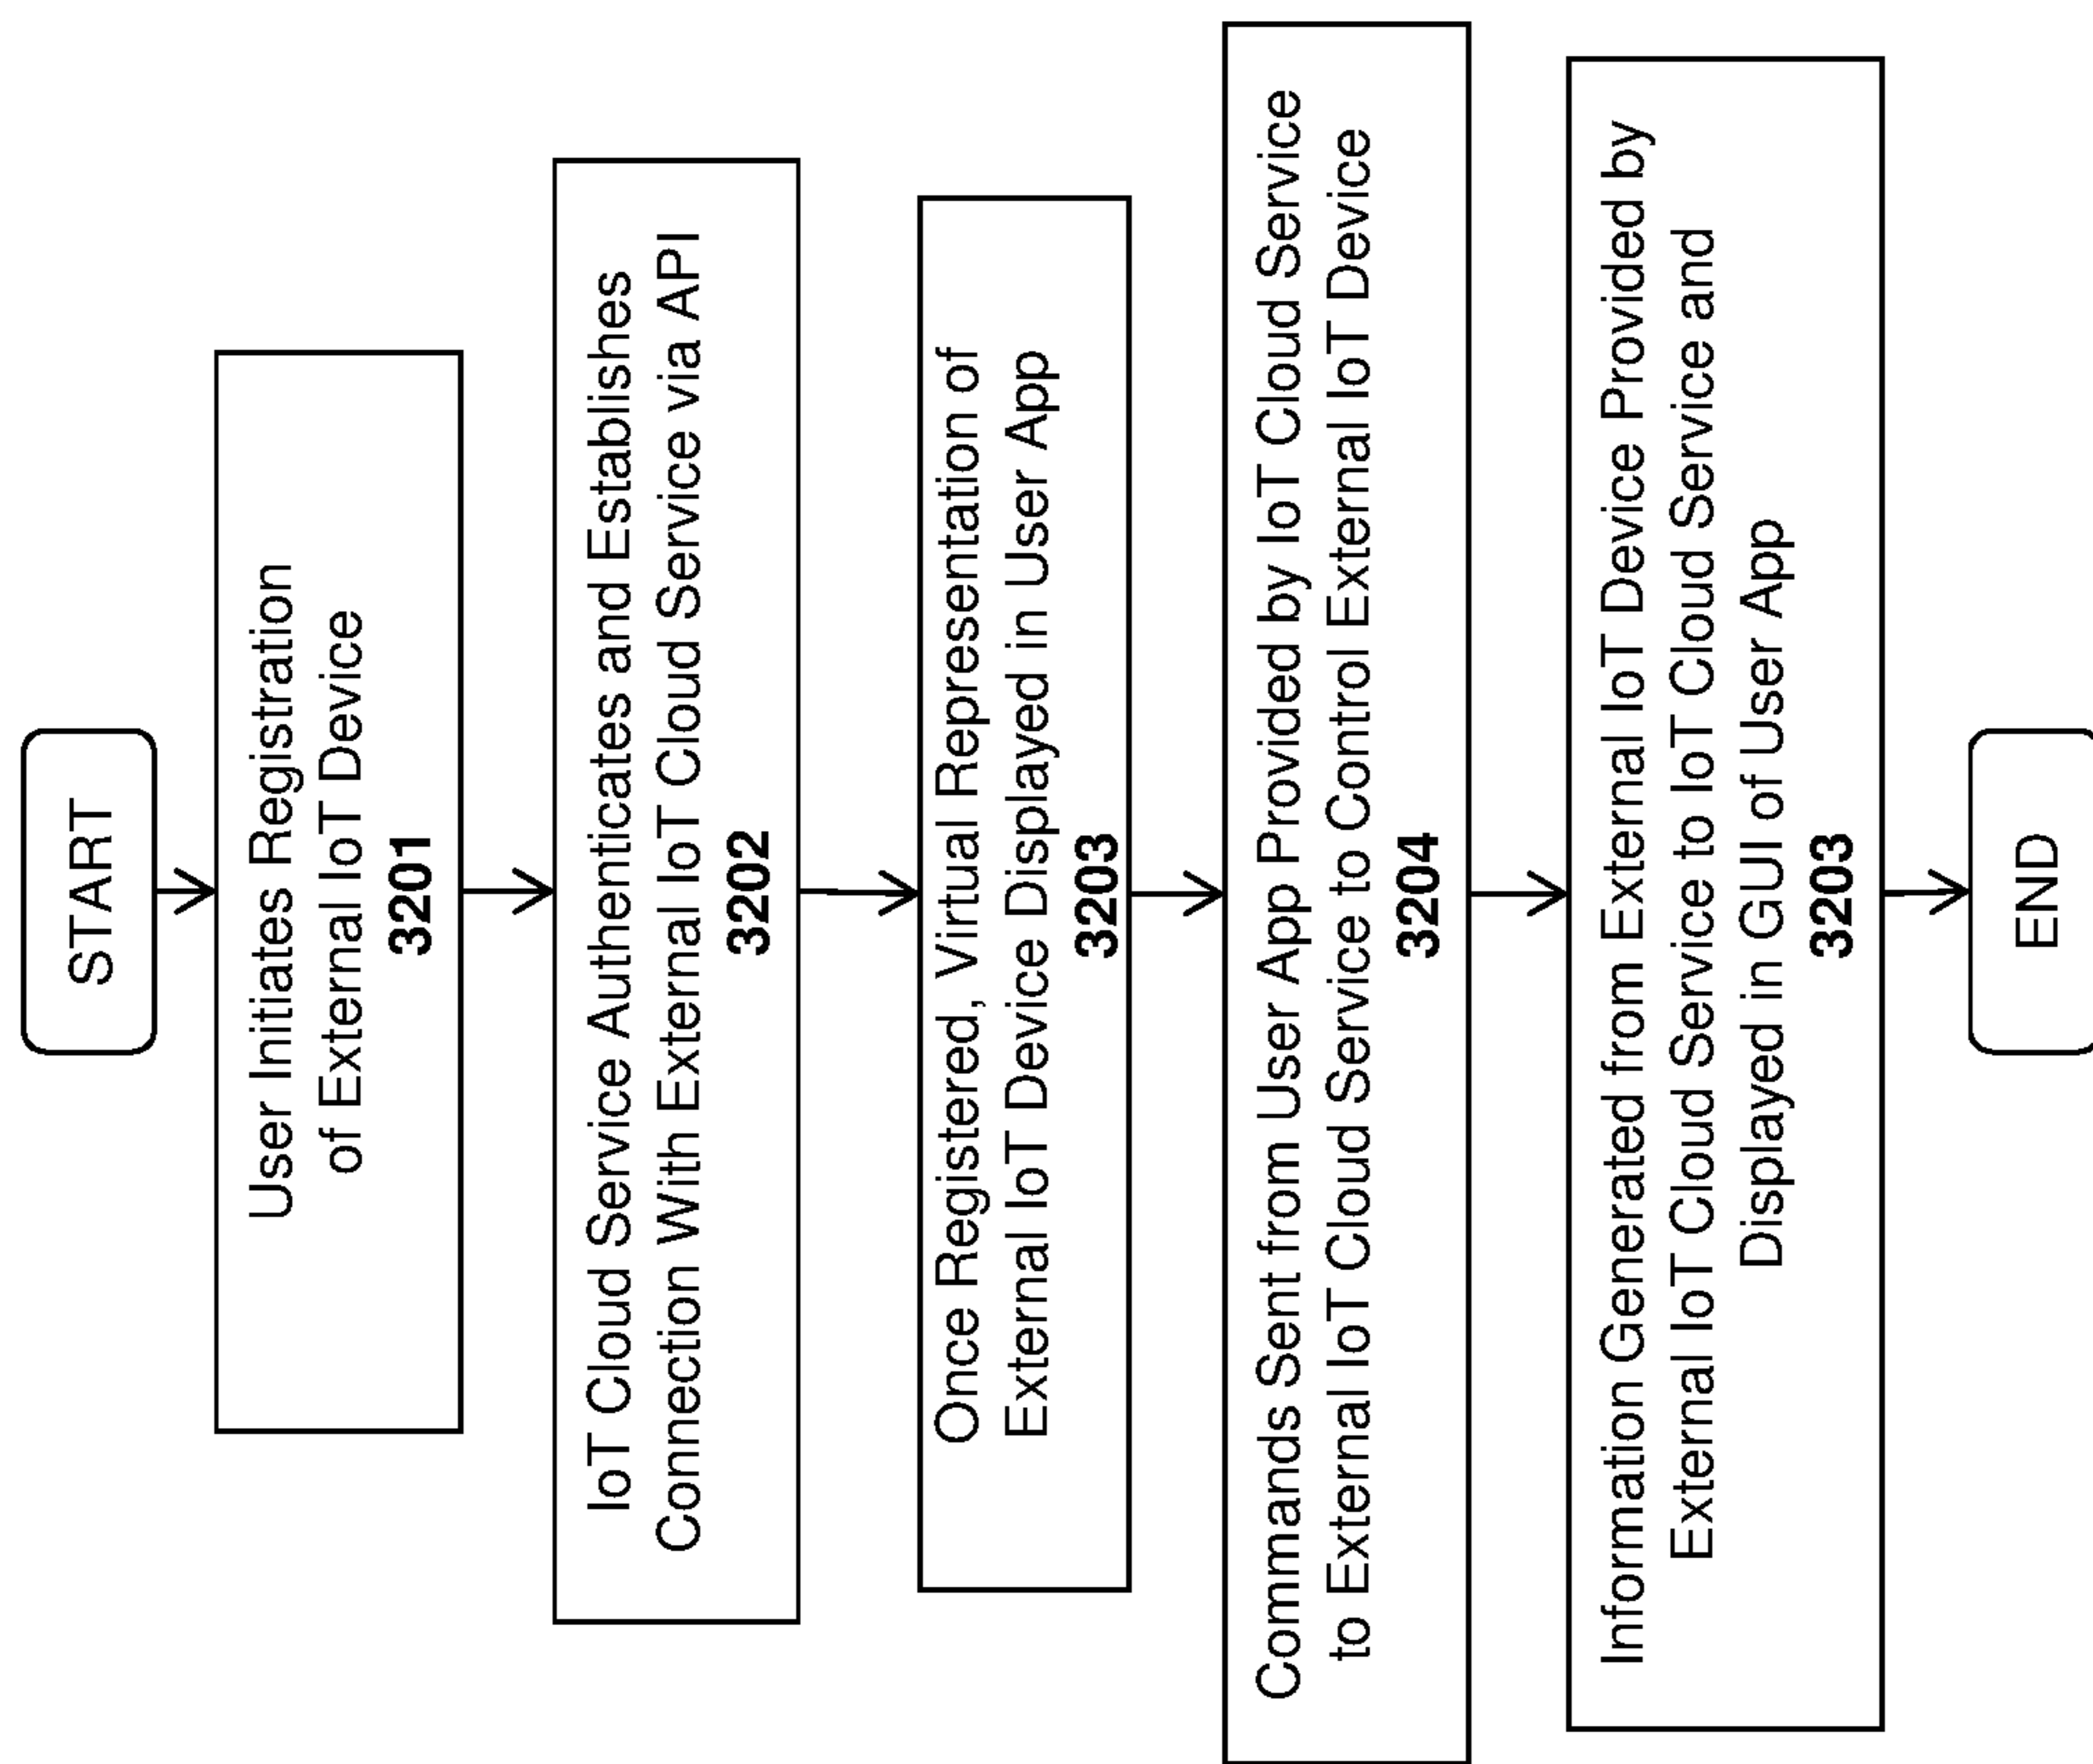 START
User Initiates Registration
of External IoT Device
3201
IoT Cloud Service Authenticates and Establishes
Connection With External IoT Cloud Service via API
3202
Once Registered, Virtual Representation of
External IoT Device Displayed in User App
3203
Commands Sent from User App Provided by IoT Cloud Service
to External IoT Cloud Service to Control External IoT Device
3204
Information Generated from External IoT Device Provided by
External IoT Cloud Service to IoT Cloud Service and
Displayed in GUI of User App
3203
END